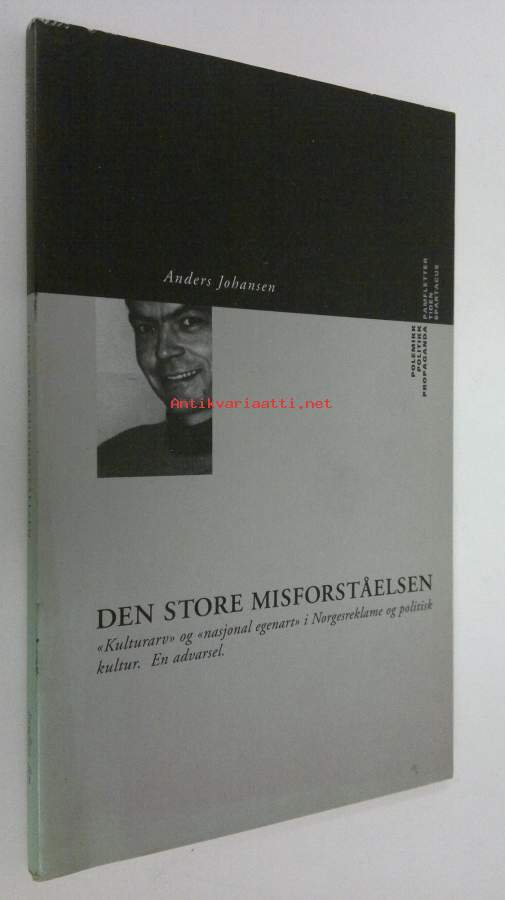 Anders Johansen
POLEMIKK PAMFLETTER
POLITIKK TIDEN
PROPAGANDA SPARTACUS
Antikvariaatti.net
DEN STORE MISFORSTÅELSEN
«Kulturarv» og «nasjonal egenart» i Norgesreklame og politisk
kultur. En advarsel.